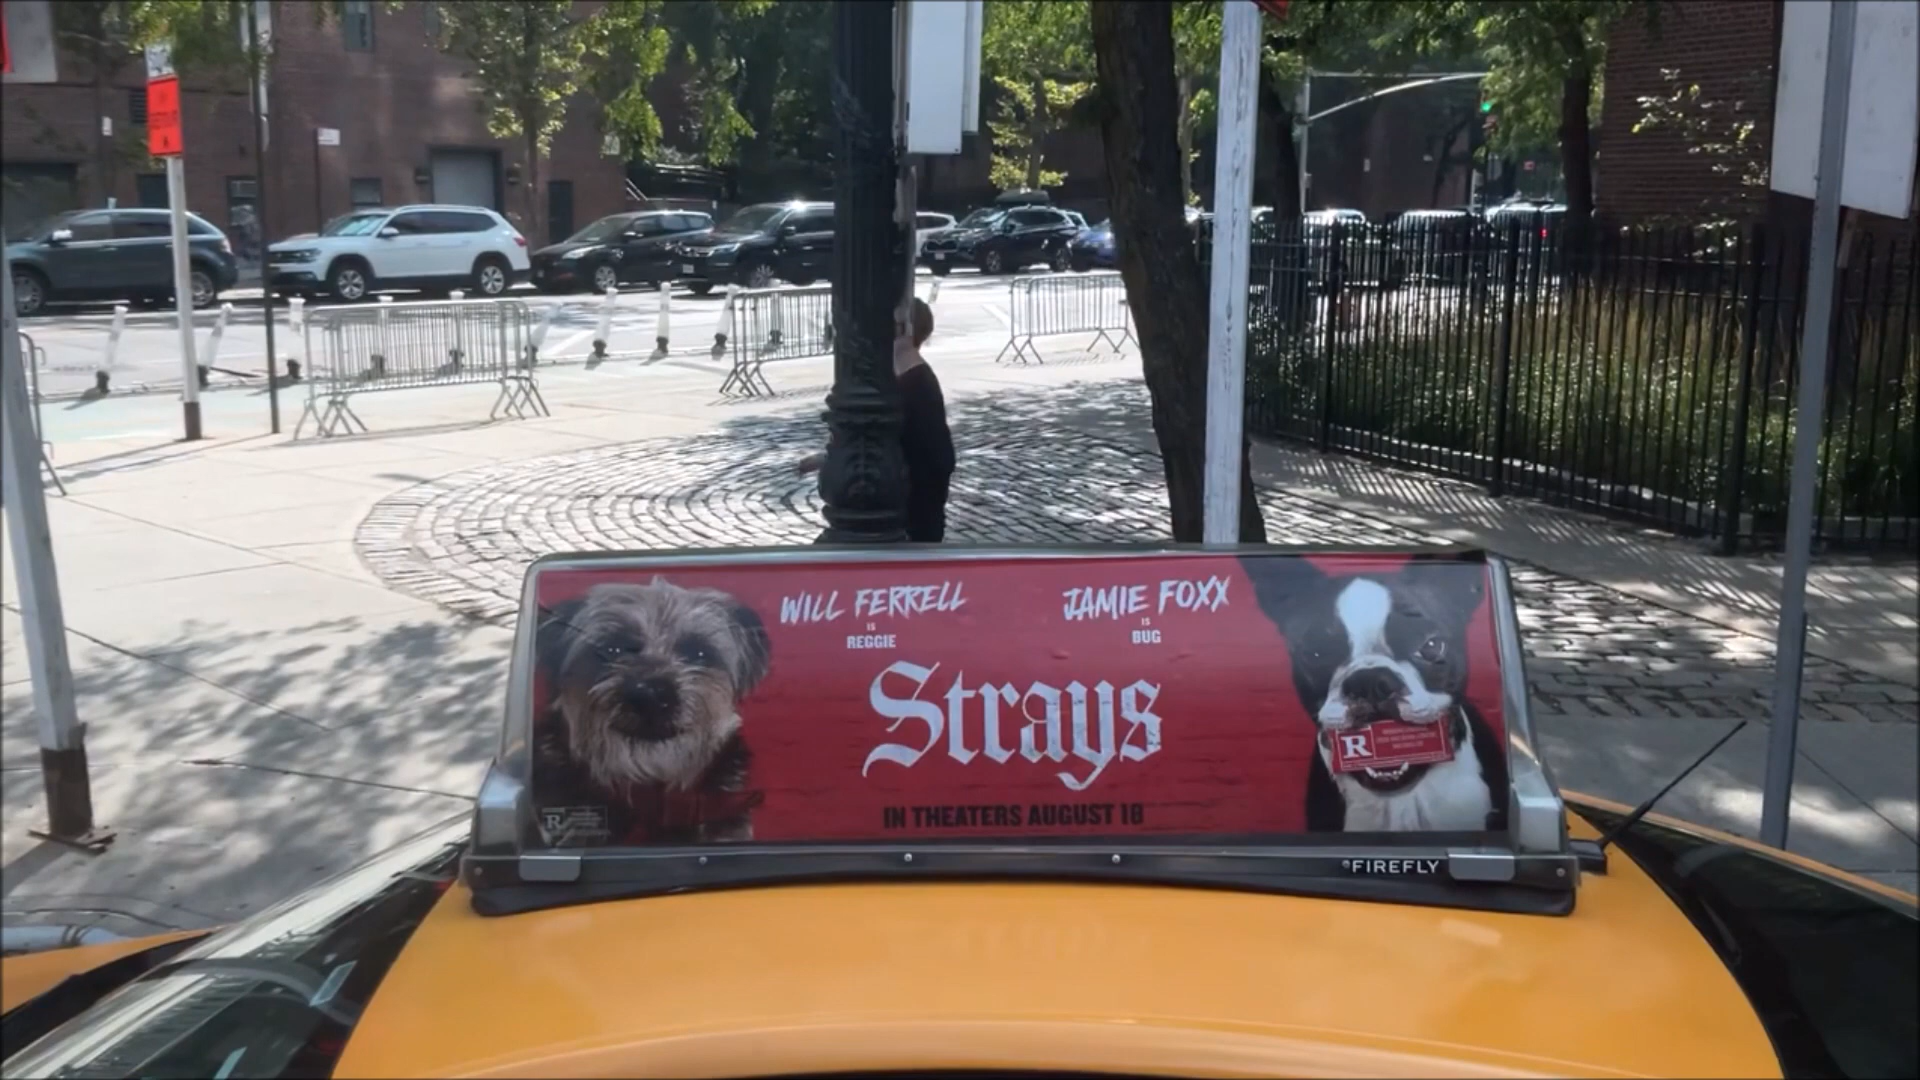 WILL FERRELL
IS
REGGIE
JAMIE FOXX
IS
BUG
Strays
R
R
IN THEATERS AUGUST 18
FIREFLY